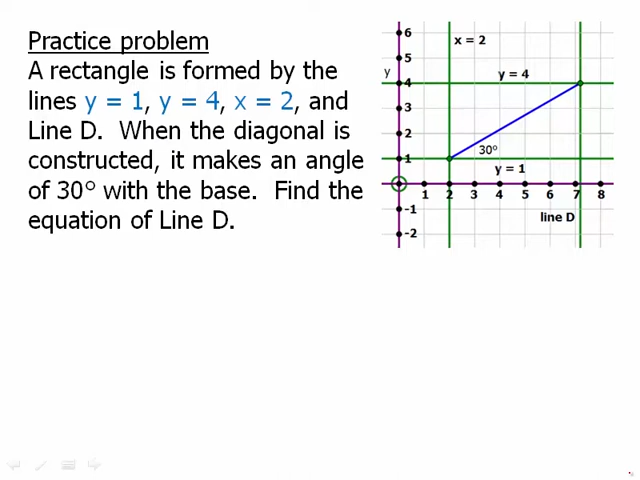 Practice problem
A rectangle is formed by the
lines y = 1, y = 4, x = 2, and
Line D. When the diagonal is
constructed, it makes an angle
of 30° with the base. Find the
equation of Line D.
6
x = 2
5
y
y = 4
4
3
2
30°
1
y = 1
1 2 3 4 5 6 7 8
-1
line D
-2